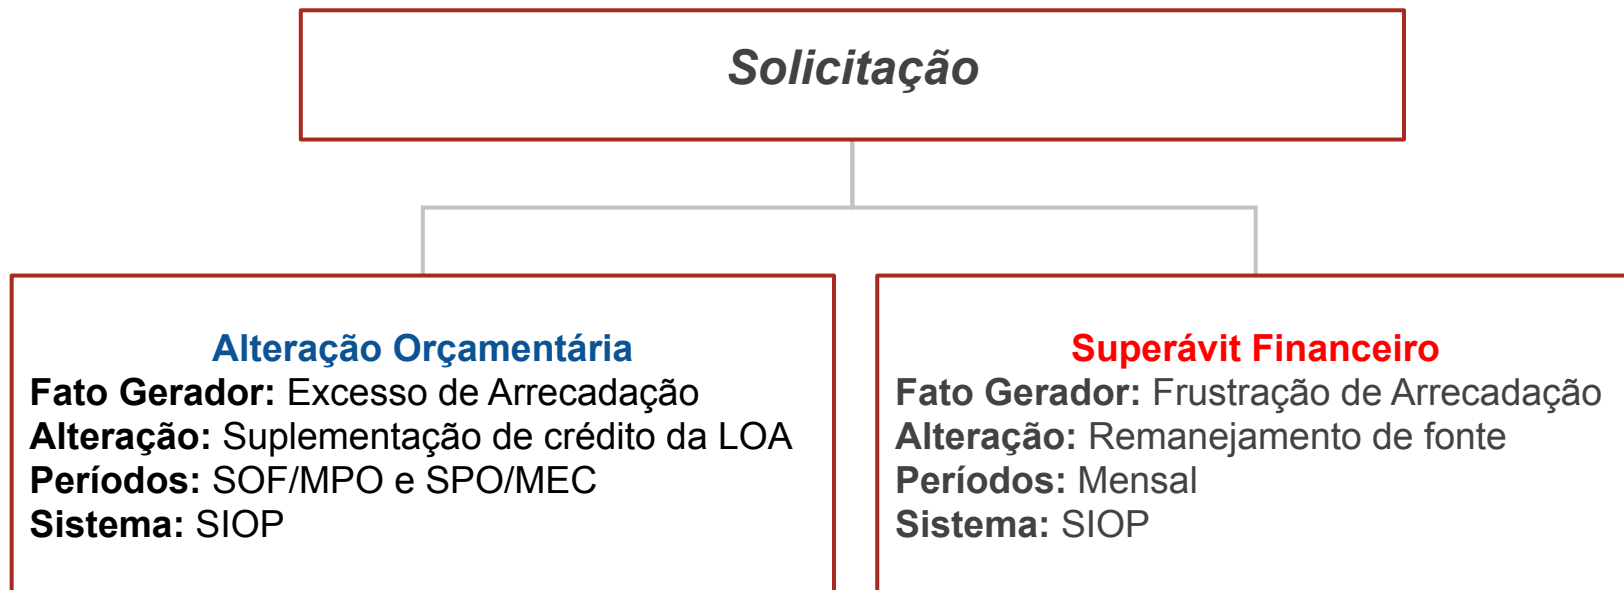 Solicitação
Alteração Orçamentária
Fato Gerador: Excesso de Arrecadação
Alteração: Suplementação de crédito da LOA
Períodos: SOF/MPO e SPO/MEC
Sistema: SIOP
Superávit Financeiro
Fato Gerador: Frustração de Arrecadação
Alteração: Remanejamento de fonte
Períodos: Mensal
Sistema: SIOP